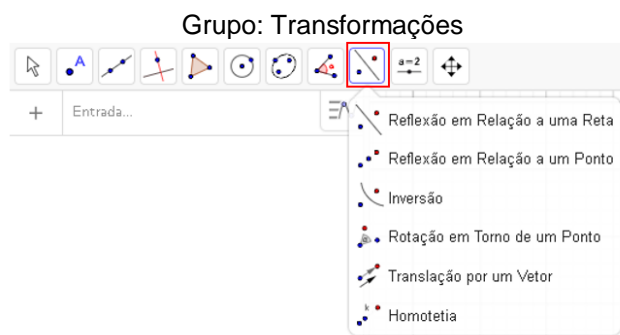 Grupo: Transformações
A
a=2
Entrada...
Reflexão em Relação a uma Reta
Reflexão em Relação a um Ponto
Inversão
Rotação em Torno de um Ponto
Translação por um Vetor
k
Homotetia